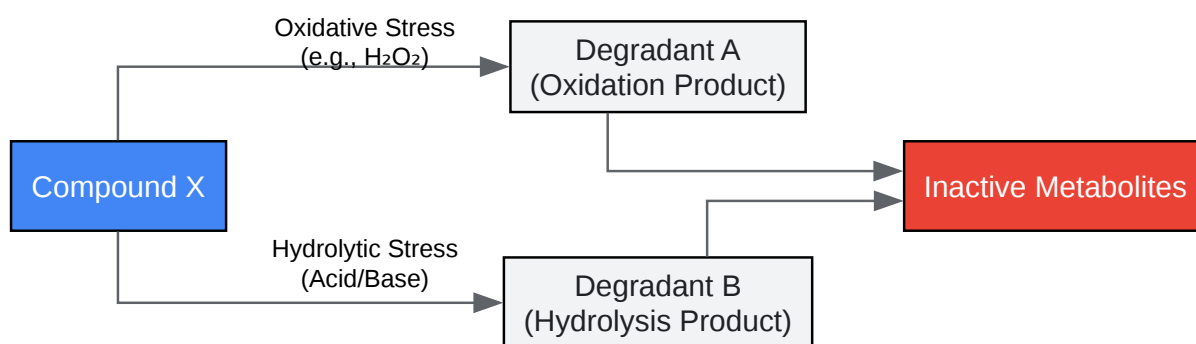 Oxidative Stress
(e.g., H₂O₂)
Degradant A
(Oxidation Product)
Compound X
Inactive Metabolites
Hydrolytic Stress
(Acid/Base)
Degradant B
(Hydrolysis Product)